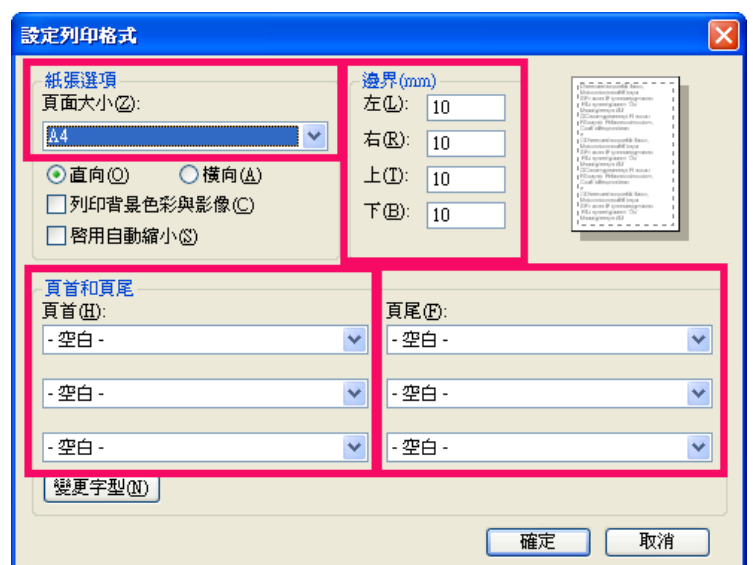 設定列印格式
紙張選項
頁面大小(Z):
A4
直向(O) 橫向(A)
列印背景色彩與影像(C)
啓用自動縮小(S)
邊界(mm)
左(L): 10
右(R): 10
上(T): 10
下(B): 10
頁首和頁尾
頁首(H):
- 空白 -
- 空白 -
- 空白 -
頁尾(F):
- 空白 -
- 空白 -
- 空白 -
變更字型(N)
確定 取消